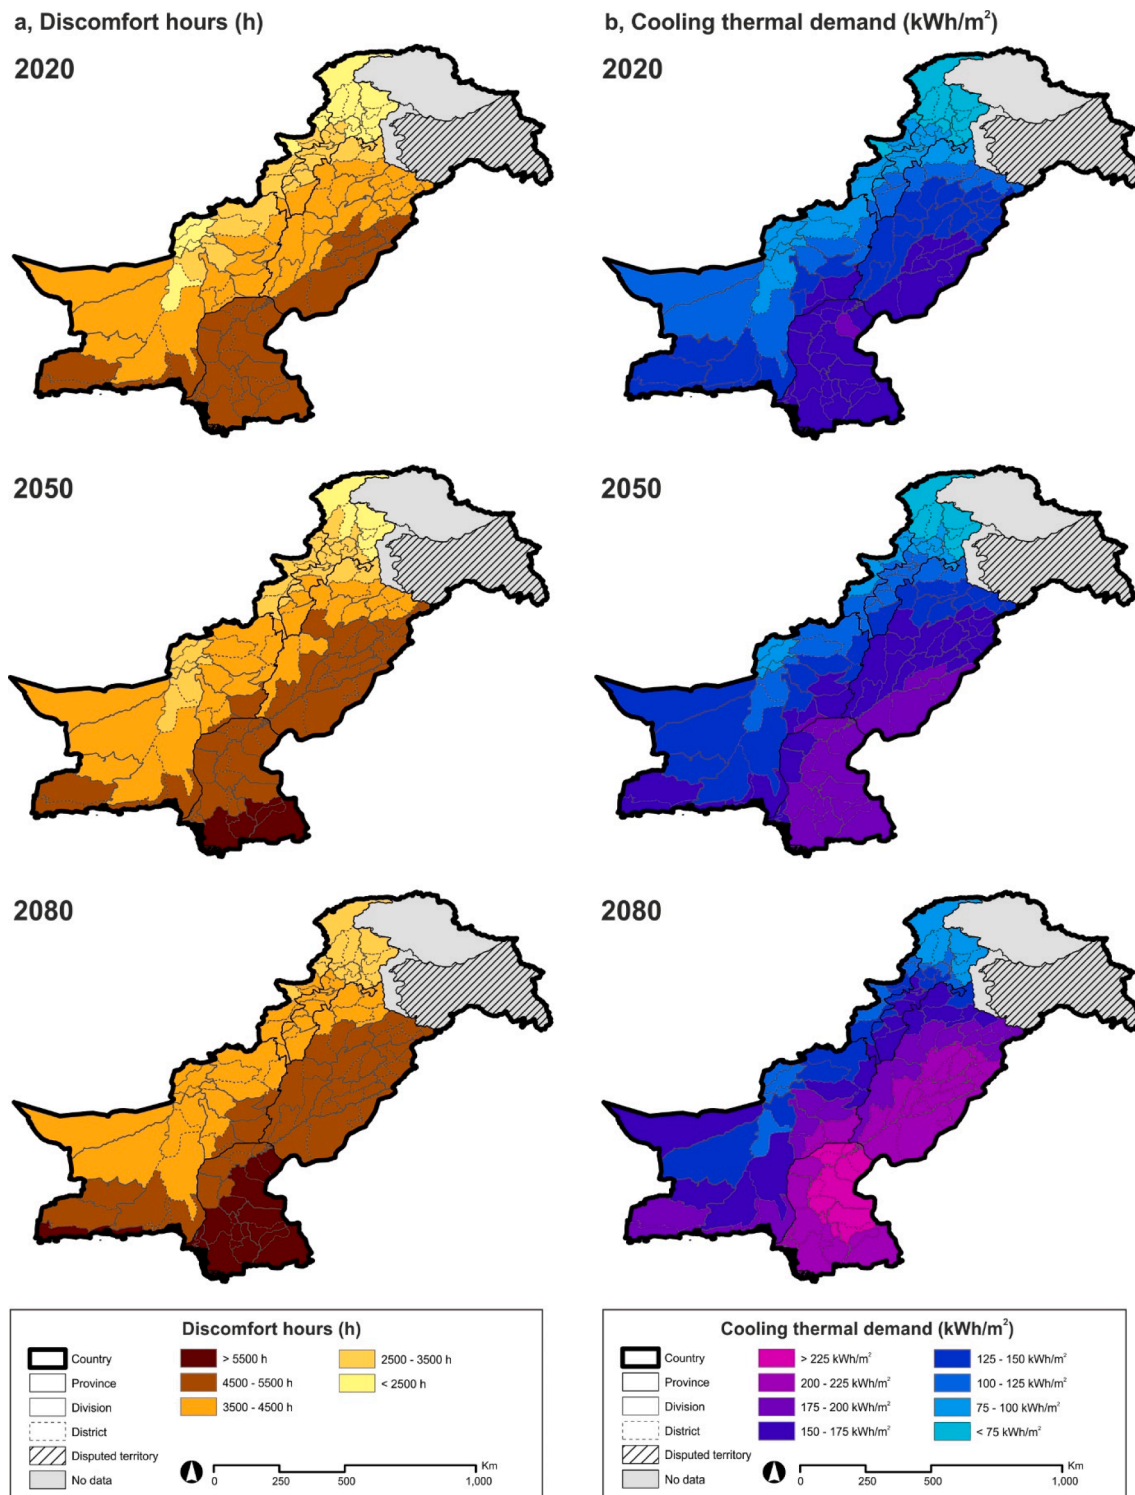 a, Discomfort hours (h)
b, Cooling thermal demand (kWh/m²)
2020
2020
2050
2050
2080
2080
Discomfort hours (h)
Country
Province
Division
District
Disputed territory
No data
> 5500 h
4500 - 5500 h
3500 - 4500 h
2500 - 3500 h
< 2500 h
Km
0 250 500 1,000
Cooling thermal demand (kWh/m²)
Country
Province
Division
District
Disputed territory
No data
> 225 kWh/m²
200 - 225 kWh/m²
175 - 200 kWh/m²
150 - 175 kWh/m²
125 - 150 kWh/m²
100 - 125 kWh/m²
75 - 100 kWh/m²
< 75 kWh/m²
Km
0 250 500 1,000